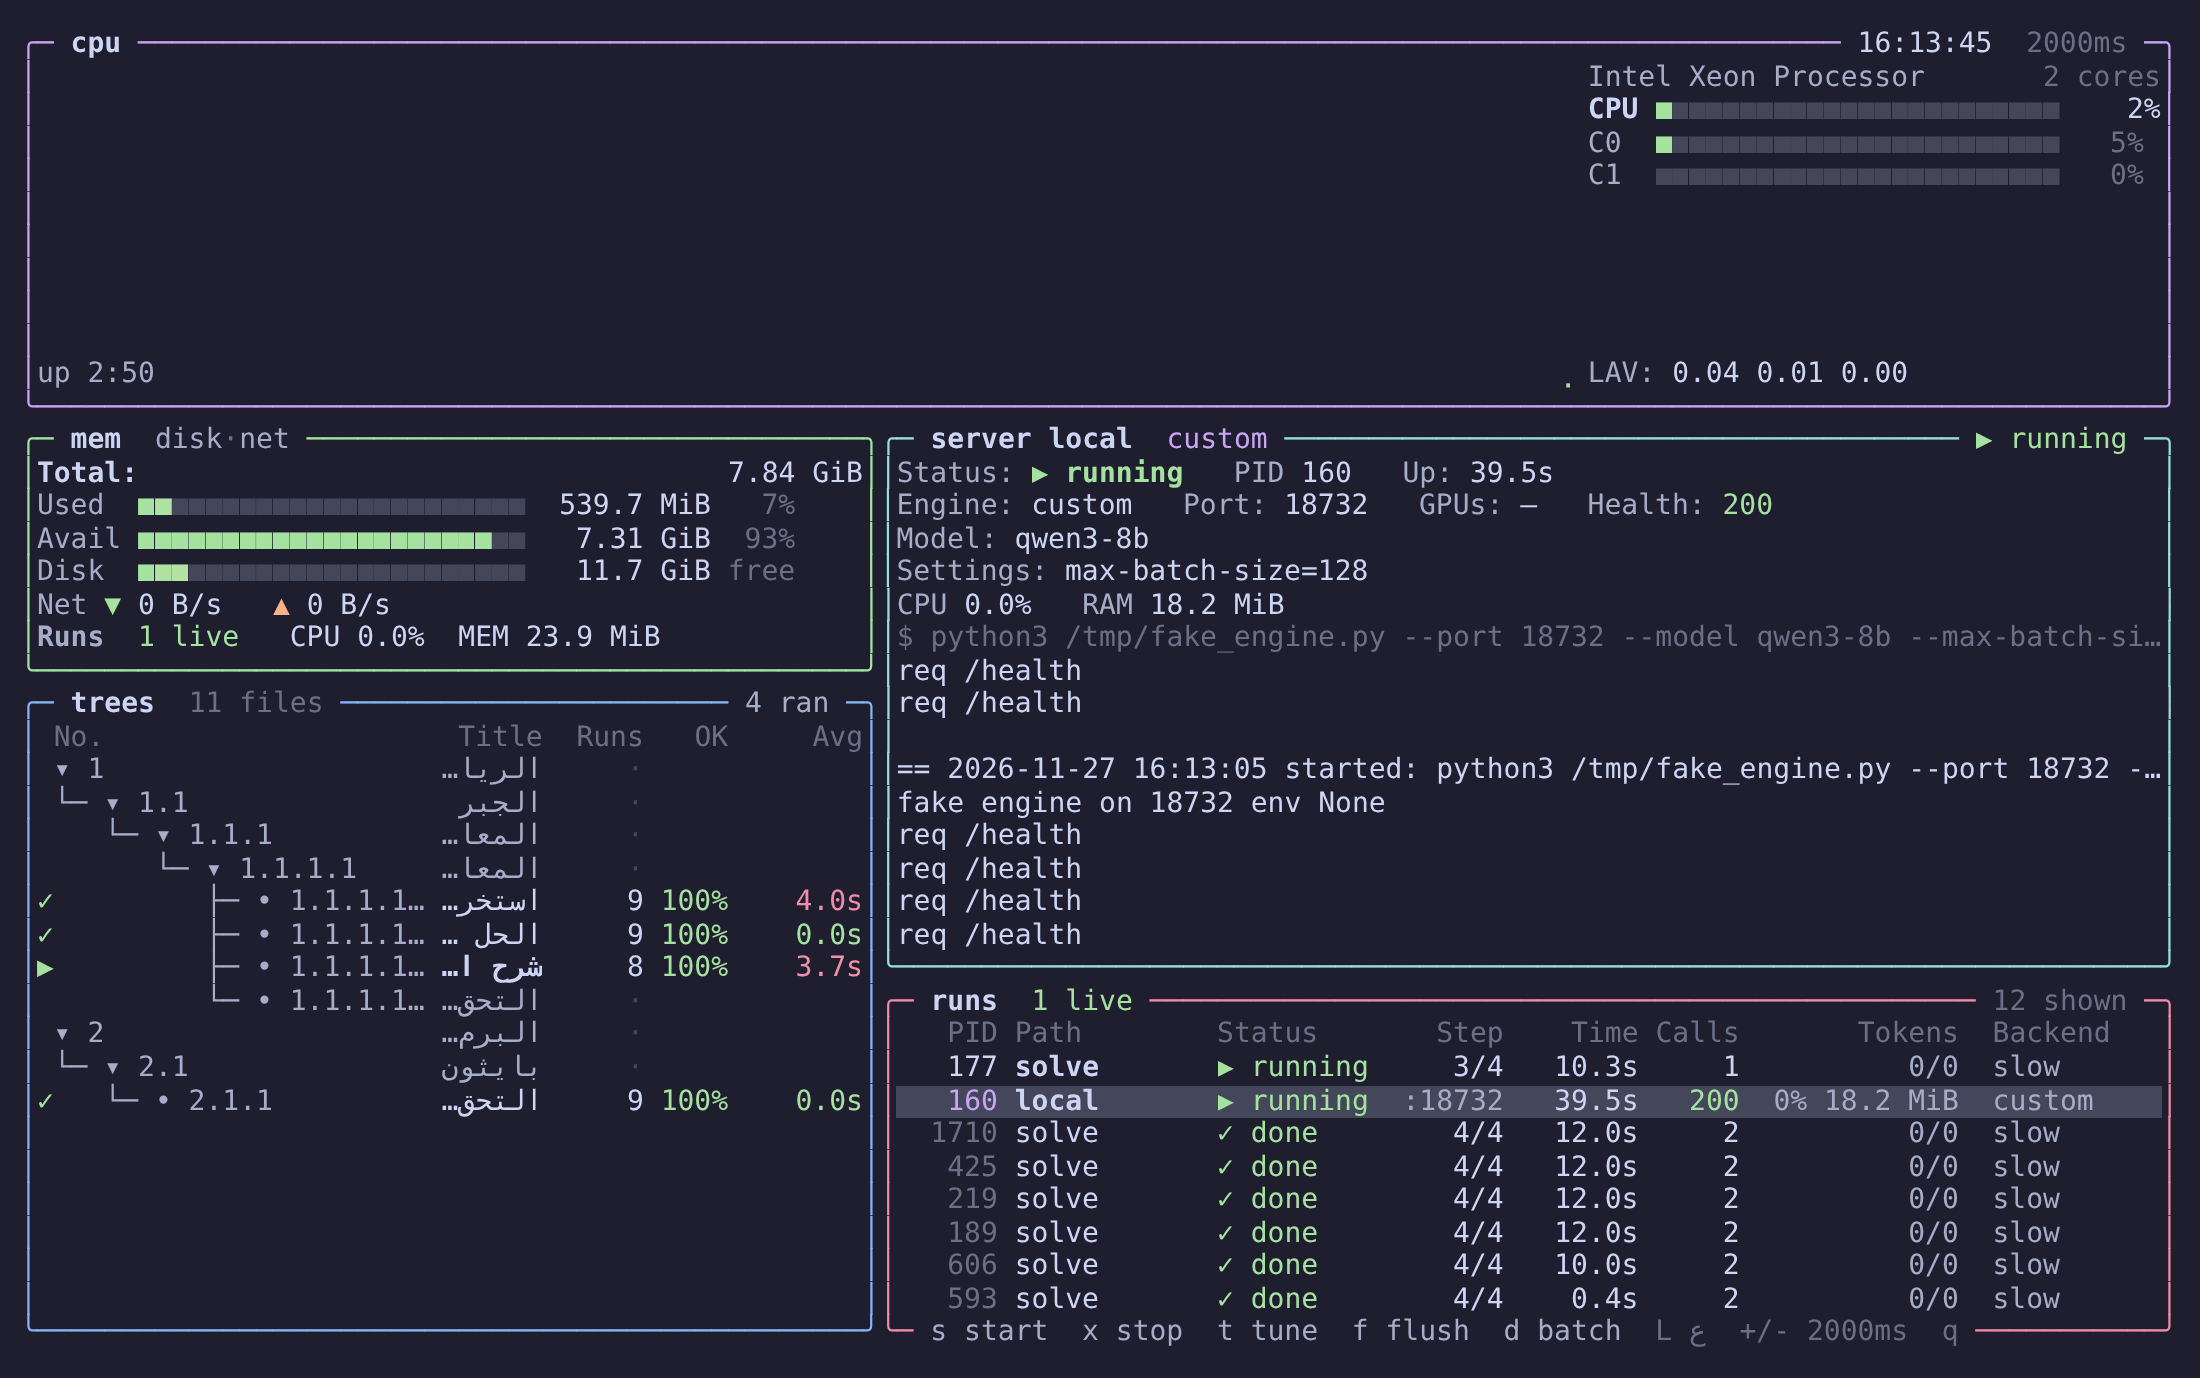 cpu 16:13:45 2000ms
Intel Xeon Processor 2 cores
CPU 2%
C0 5%
C1 0%
up 2:50 LAV: 0.04 0.01 0.00
mem disk·net
Total: 7.84 GiB
Used 539.7 MiB 7%
Avail 7.31 GiB 93%
Disk 11.7 GiB free
Net ▼ 0 B/s ▲ 0 B/s
Runs 1 live CPU 0.0% MEM 23.9 MiB
trees 11 files 4 ran
No. Title Runs OK Avg
▾ 1 الريا… ·
└─ ▾ 1.1 الجبر ·
└─ ▾ 1.1.1 المعا… ·
└─ ▾ 1.1.1.1 المعا… ·
✓ ├─ • 1.1.1.1… استخر… 9 100% 4.0s
✓ ├─ • 1.1.1.1… الحل … 9 100% 0.0s
▶ ├─ • 1.1.1.1… شرح ا… 8 100% 3.7s
└─ • 1.1.1.1… التحق… ·
▾ 2 البرم… ·
└─ ▾ 2.1 بايثون ·
✓ └─ • 2.1.1 التحق… 9 100% 0.0s
server local custom ▶ running
Status: ▶ running PID 160 Up: 39.5s
Engine: custom Port: 18732 GPUs: — Health: 200
Model: qwen3-8b
Settings: max-batch-size=128
CPU 0.0% RAM 18.2 MiB
$ python3 /tmp/fake_engine.py --port 18732 --model qwen3-8b --max-batch-si…
req /health
req /health
== 2026-11-27 16:13:05 started: python3 /tmp/fake_engine.py --port 18732 -…
fake engine on 18732 env None
req /health
req /health
req /health
req /health
runs 1 live 12 shown
PID Path Status Step Time Calls Tokens Backend
177 solve ▶ running 3/4 10.3s 1 0/0 slow
160 local ▶ running :18732 39.5s 200 0% 18.2 MiB custom
1710 solve ✓ done 4/4 12.0s 2 0/0 slow
425 solve ✓ done 4/4 12.0s 2 0/0 slow
219 solve ✓ done 4/4 12.0s 2 0/0 slow
189 solve ✓ done 4/4 12.0s 2 0/0 slow
606 solve ✓ done 4/4 10.0s 2 0/0 slow
593 solve ✓ done 4/4 0.4s 2 0/0 slow
s start x stop t tune f flush d batch L ع +/- 2000ms q